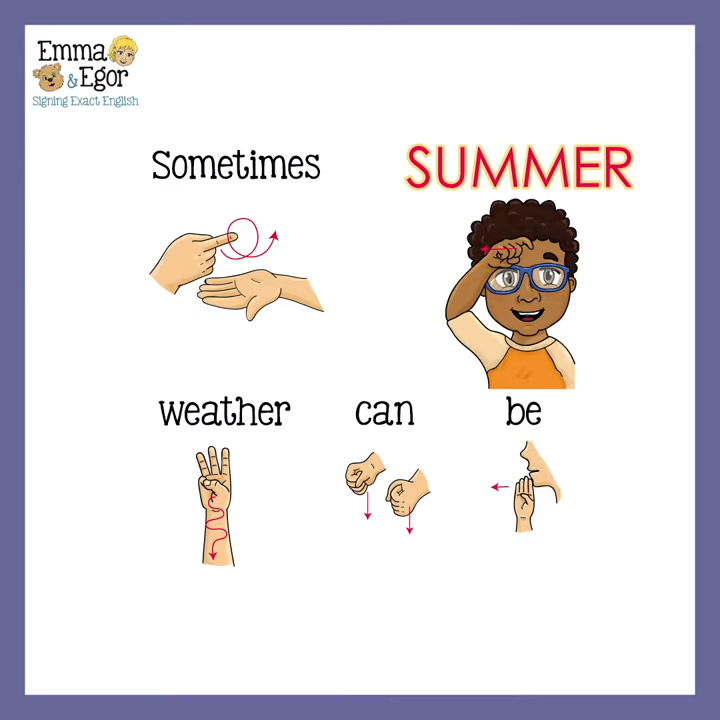 Emma
& Egor
Signing Exact English
Sometimes SUMMER
weather can be